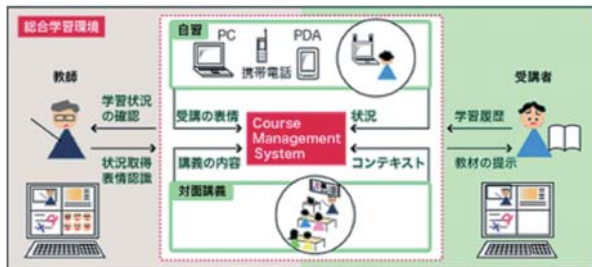 総合学習環境
自習
PC
携帯電話
PDA
教師
学習状況
の確認
状況取得
表情認識
受講の表情
講義の内容
Course
Management
System
状況
コンテキスト
対面講義
受講者
学習履歴
教材の提示